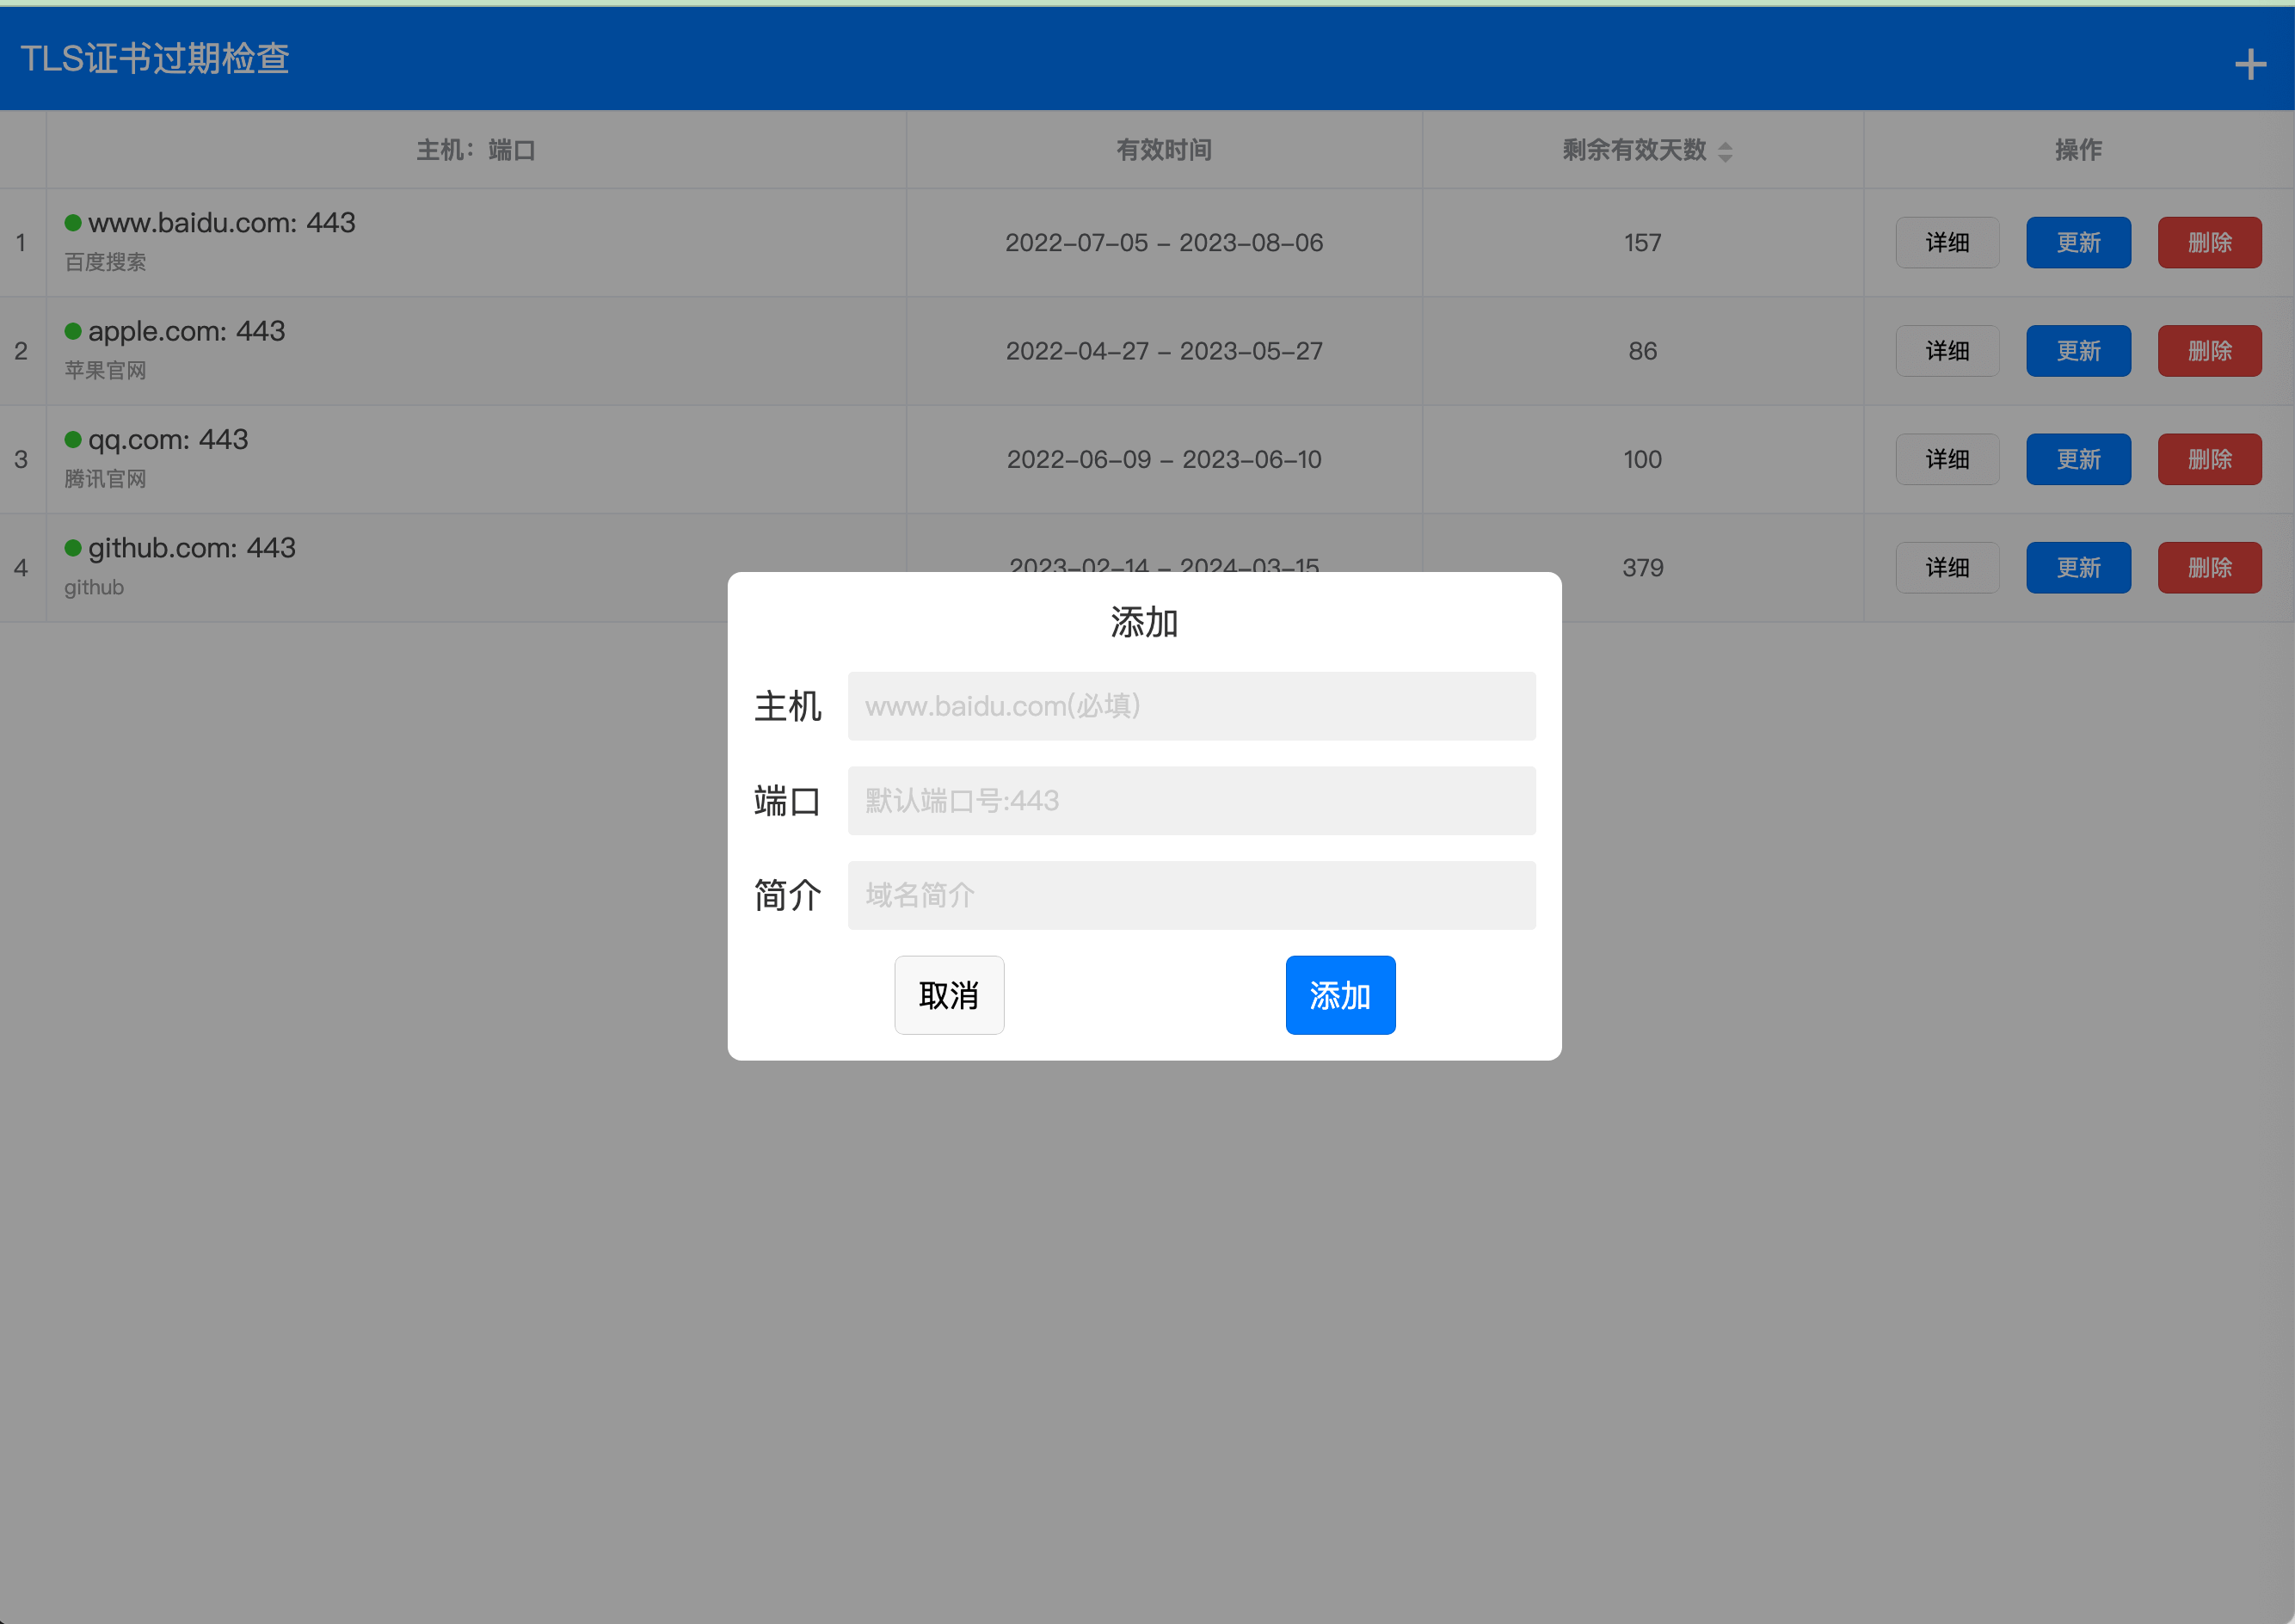 TLS证书过期检查
主机：端口 有效时间 剩余有效天数 操作
1 www.baidu.com: 443 2022-07-05 - 2023-08-06 157 详细 更新 删除
百度搜索
2 apple.com: 443 2022-04-27 - 2023-05-27 86 详细 更新 删除
苹果官网
3 qq.com: 443 2022-06-09 - 2023-06-10 100 详细 更新 删除
腾讯官网
4 github.com: 443 2023-02-14 - 2024-03-15 379 详细 更新 删除
github
添加
主机 www.baidu.com(必填)
端口 默认端口号:443
简介 域名简介
取消 添加